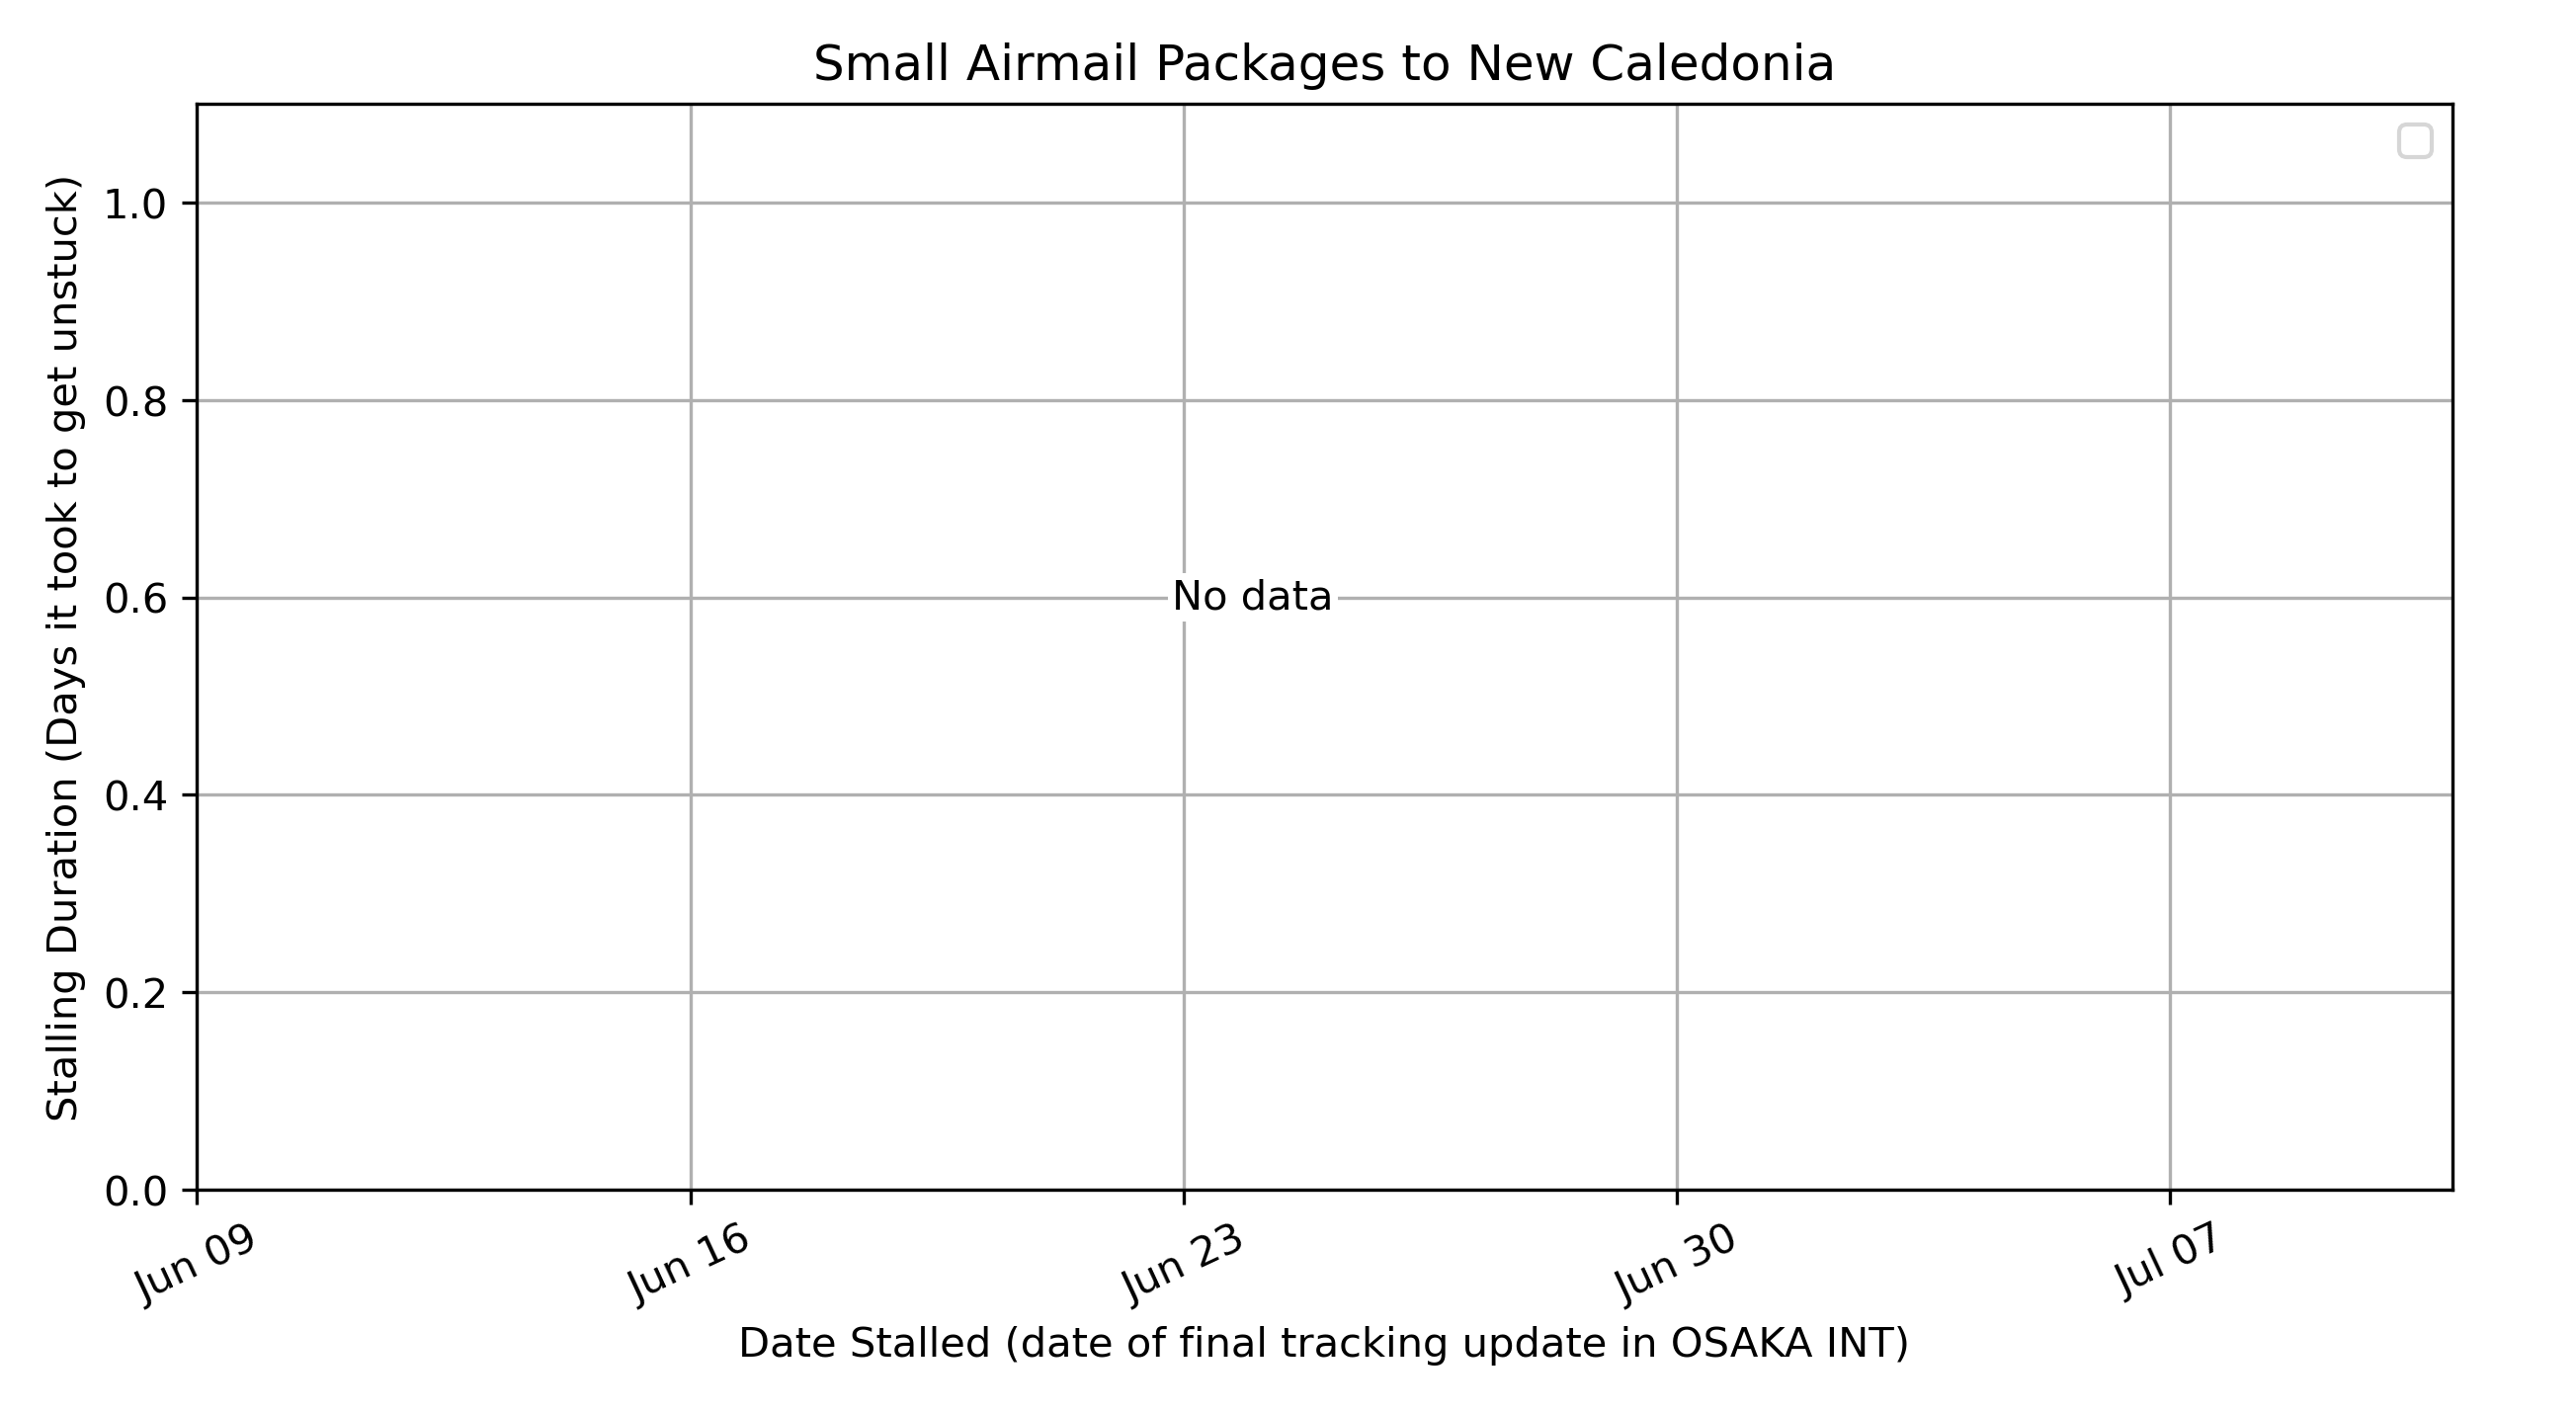 Small Airmail Packages to New Caledonia
Stalling Duration (Days it took to get unstuck)
1.0
0.8
0.6
0.4
0.2
0.0
No data
Jun 09
Jun 16
Jun 23
Jun 30
Jul 07
Date Stalled (date of final tracking update in OSAKA INT)